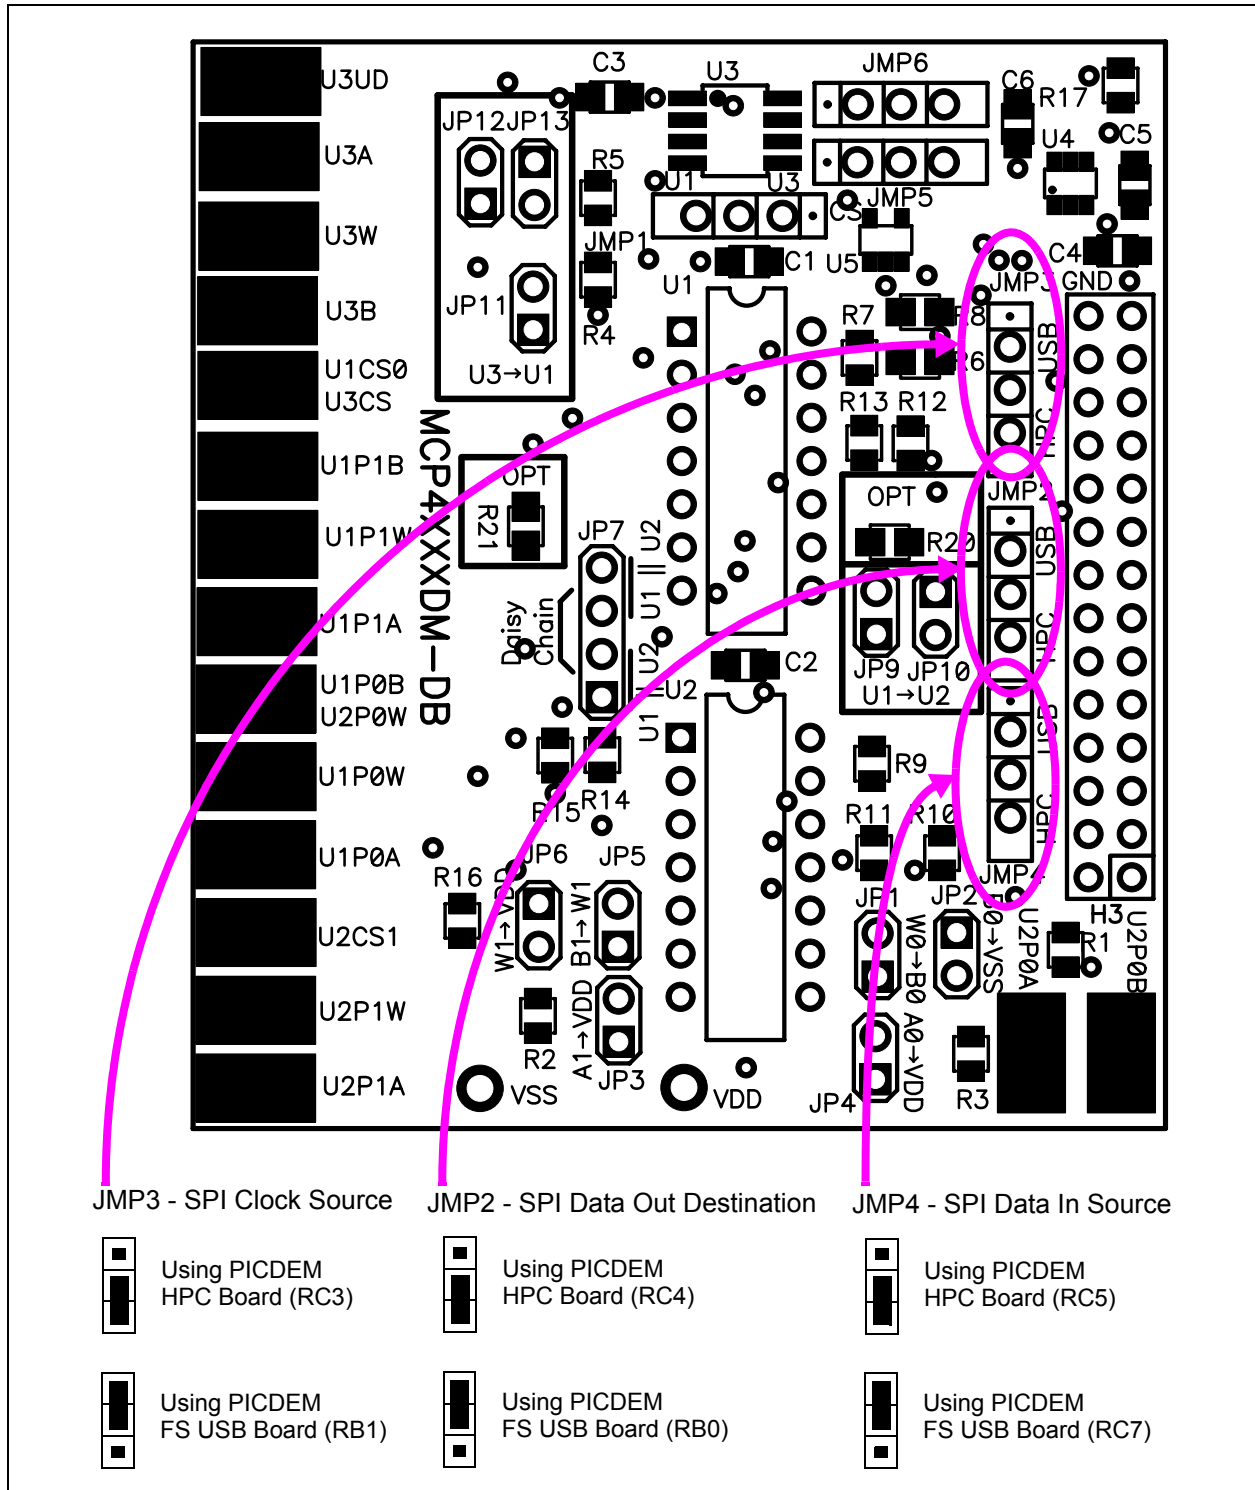 U3UD
U3A
U3W
U3B
U1CS0
U3CS
U1P1B
U1P1W
U1P1A
U1P0B
U2P0W
U1P0W
U1P0A
U2CS1
U2P1W
U2P1A
MCP4XXXDM-DB
JP12
JP13
JP11
U3→U1
C3
R5
JMP1
R4
U3
U1
U3
CS
JMP6
JMP5
C6
R17
U4
C5
C4
GND
U5
C1
U1
R7
R8
R6
R13
R12
JMP3
USB
HPC
OPT
R21
JP7
Daisy
Chain
U1 || U2
U1 || U2
U2
C2
OPT
R20
JP9
JP10
U1→U2
JMP2
USB
HPC
USB
HPC
JMP4
R9
R11
R10
R15
R14
R16
JP6
W1→VDD
JP5
B1→W1
A1→VDD
JP3
R2
VSS
VDD
JP1
W0→B0
JP2
B0→VSS
A0→VDD
JP4
R3
U2P0A
R1
H3
U2P0B
JMP3 - SPI Clock Source
Using PICDEM
HPC Board (RC3)
Using PICDEM
FS USB Board (RB1)
JMP2 - SPI Data Out Destination
Using PICDEM
HPC Board (RC4)
Using PICDEM
FS USB Board (RB0)
JMP4 - SPI Data In Source
Using PICDEM
HPC Board (RC5)
Using PICDEM
FS USB Board (RC7)